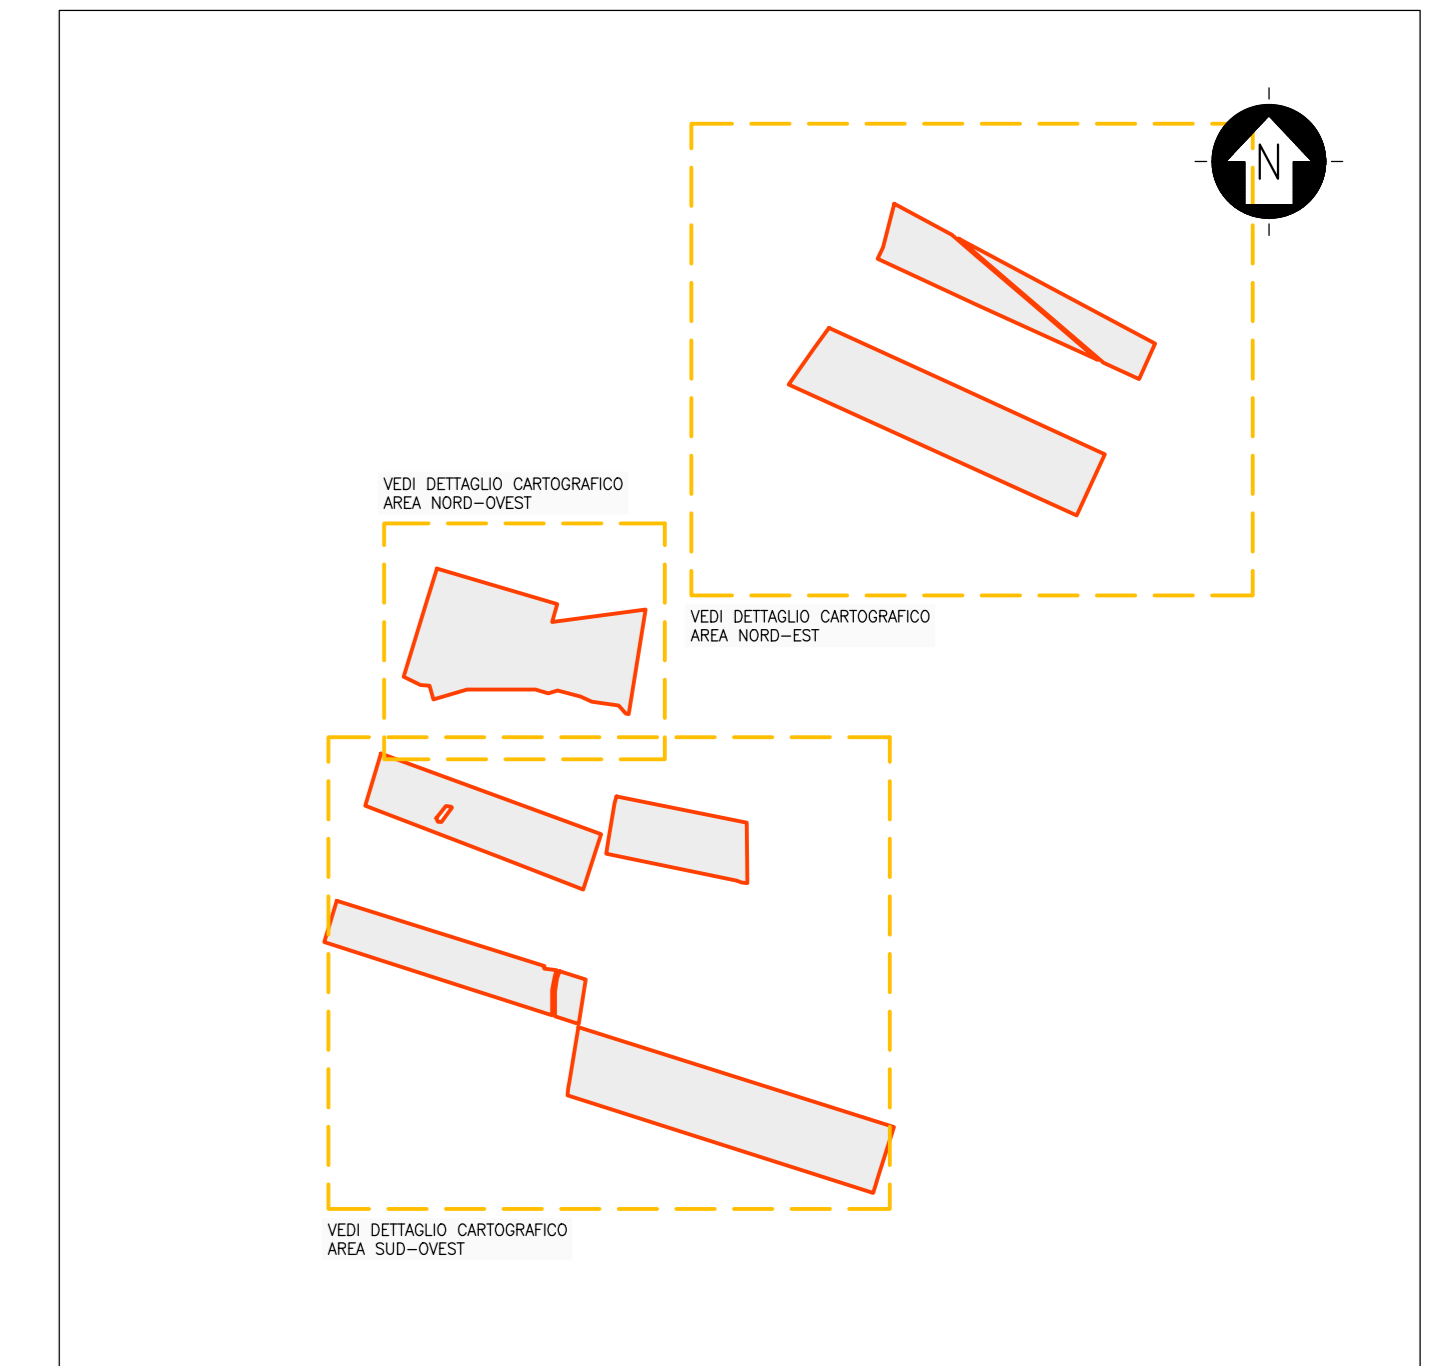 N
VEDI DETTAGLIO CARTOGRAFICO
AREA NORD-OVEST
VEDI DETTAGLIO CARTOGRAFICO
AREA NORD-EST
VEDI DETTAGLIO CARTOGRAFICO
AREA SUD-OVEST